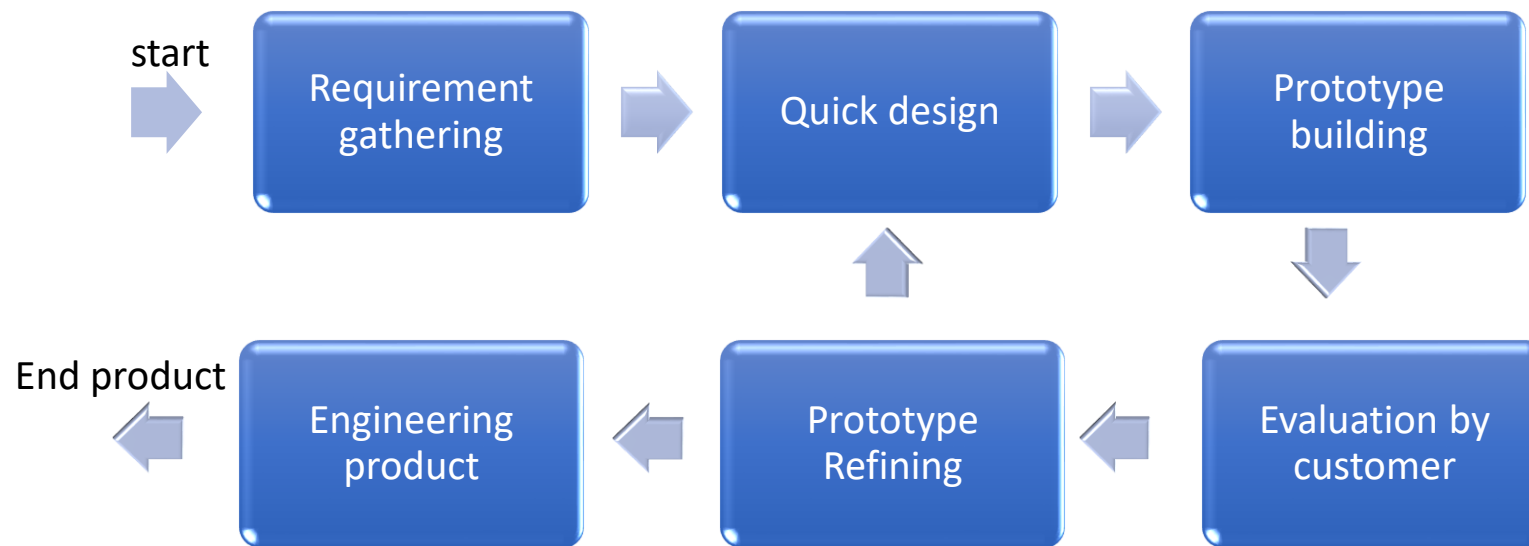 start
Requirement
gathering
Quick design
Prototype
building
End product
Engineering
product
Prototype
Refining
Evaluation by
customer